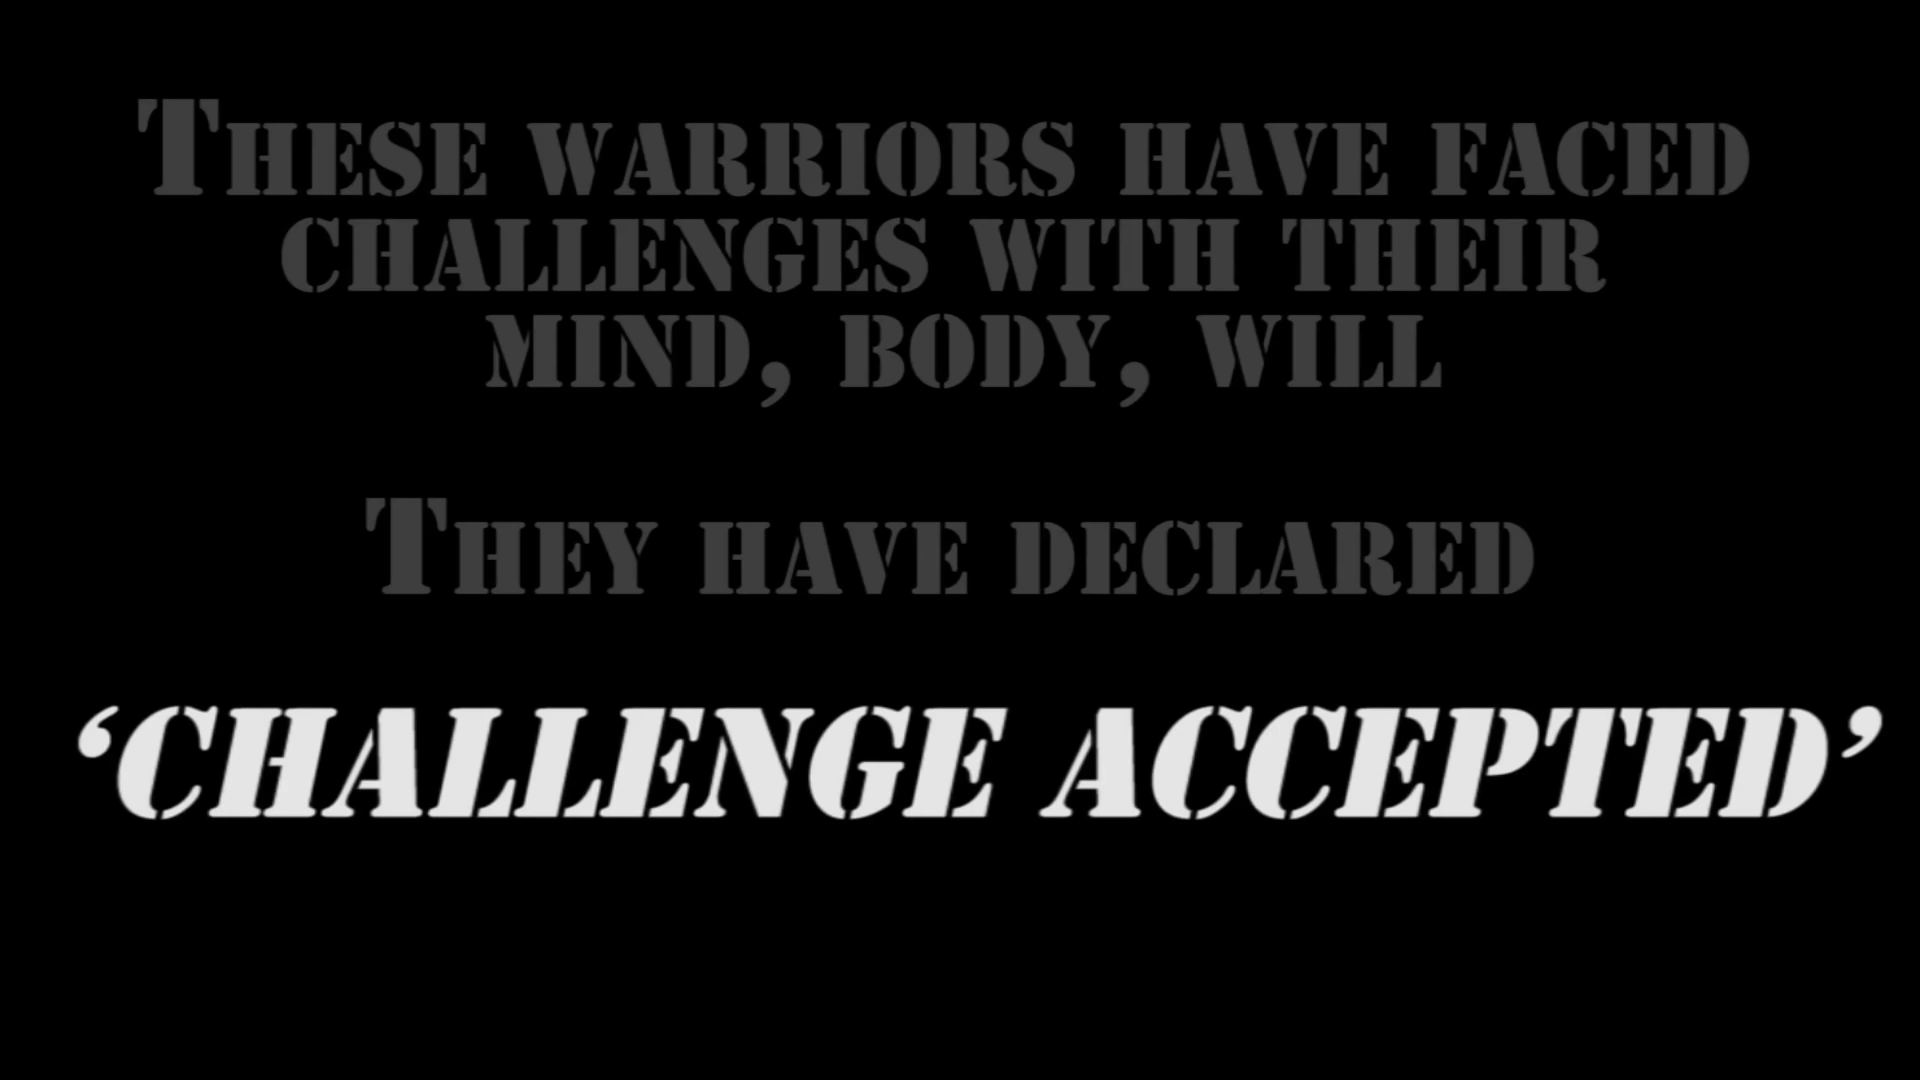 These warriors have faced
challenges with their
mind, body, will
They have declared
‘CHALLENGE ACCEPTED’